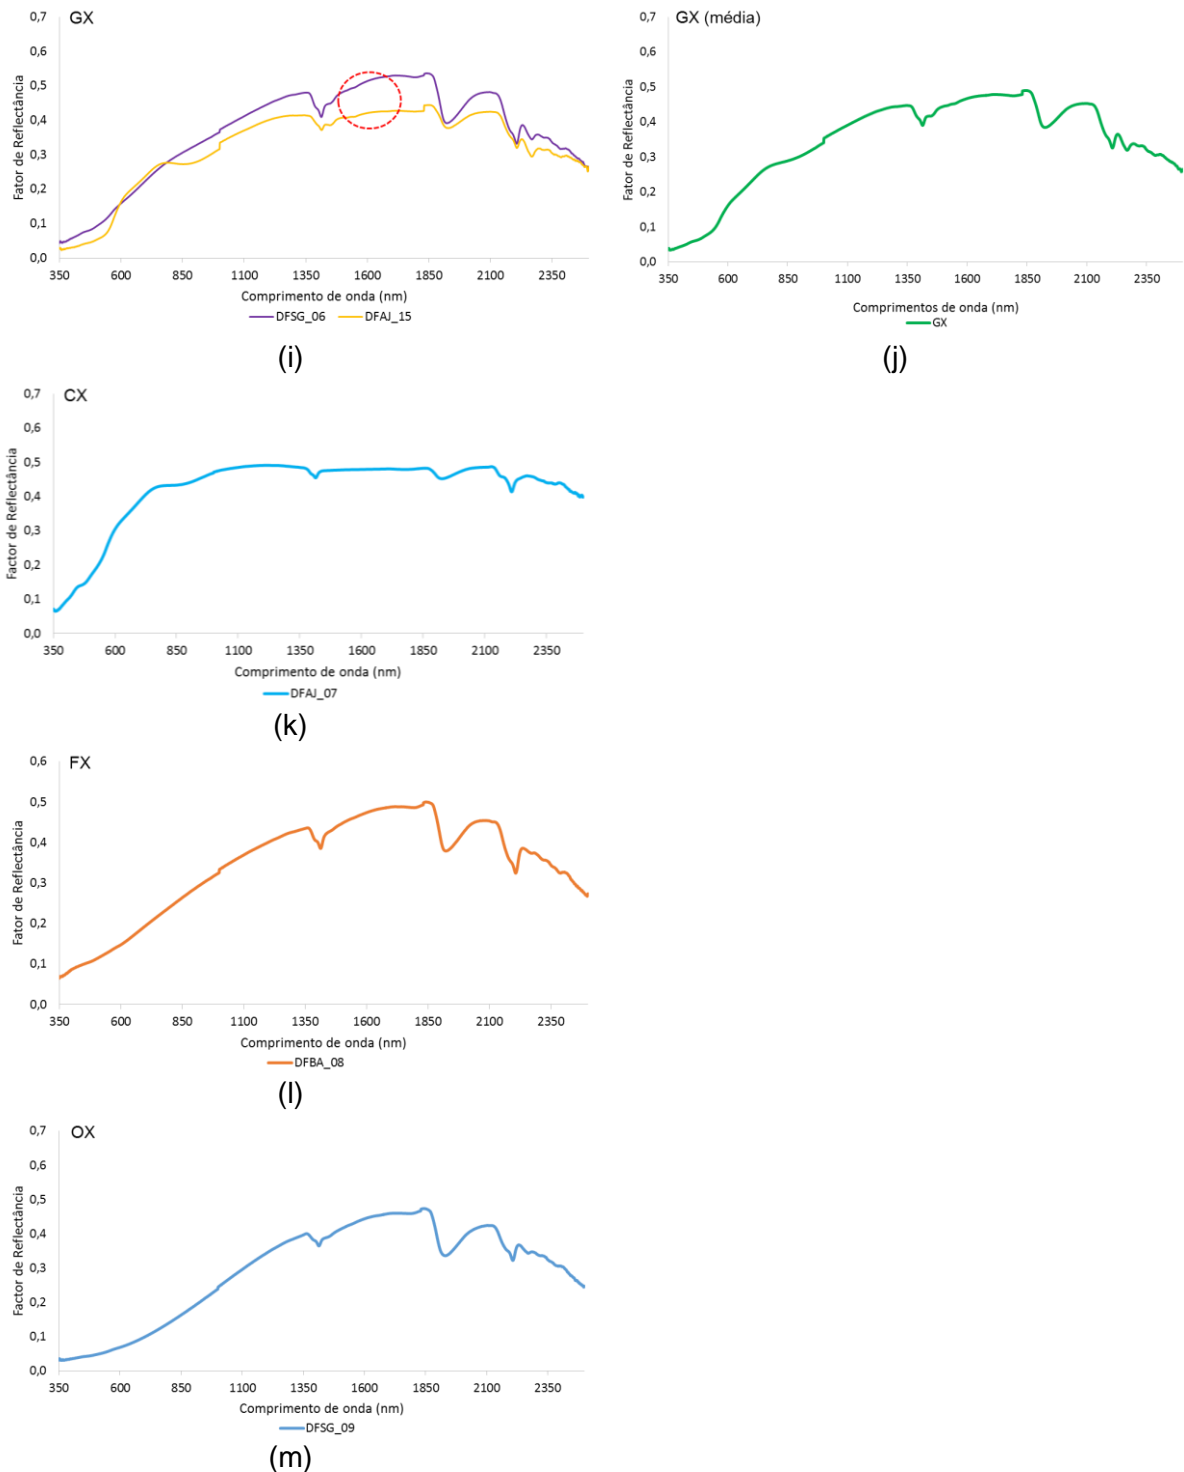 GX
0,7
0,6
0,5
0,4
0,3
0,2
0,1
0,0
Fator de Reflectância
350 600 850 1100 1350 1600 1850 2100 2350
Comprimento de onda (nm)
DFSG_06 DFAJ_15
(i)
GX (média)
0,7
0,6
0,5
0,4
0,3
0,2
0,1
0,0
Fator de Reflectância
350 600 850 1100 1350 1600 1850 2100 2350
Comprimentos de onda (nm)
GX
(j)
CX
0,7
0,6
0,5
0,4
0,3
0,2
0,1
0,0
Factor de Reflectância
350 600 850 1100 1350 1600 1850 2100 2350
Comprimento de onda (nm)
DFAJ_07
(k)
FX
0,6
0,5
0,4
0,3
0,2
0,1
0,0
Fator de Reflectância
350 600 850 1100 1350 1600 1850 2100 2350
Comprimento de onda (nm)
DFBA_08
(l)
OX
0,7
0,6
0,5
0,4
0,3
0,2
0,1
0,0
Factor de Reflectância
350 600 850 1100 1350 1600 1850 2100 2350
Comprimento de onda (nm)
DFSG_09
(m)